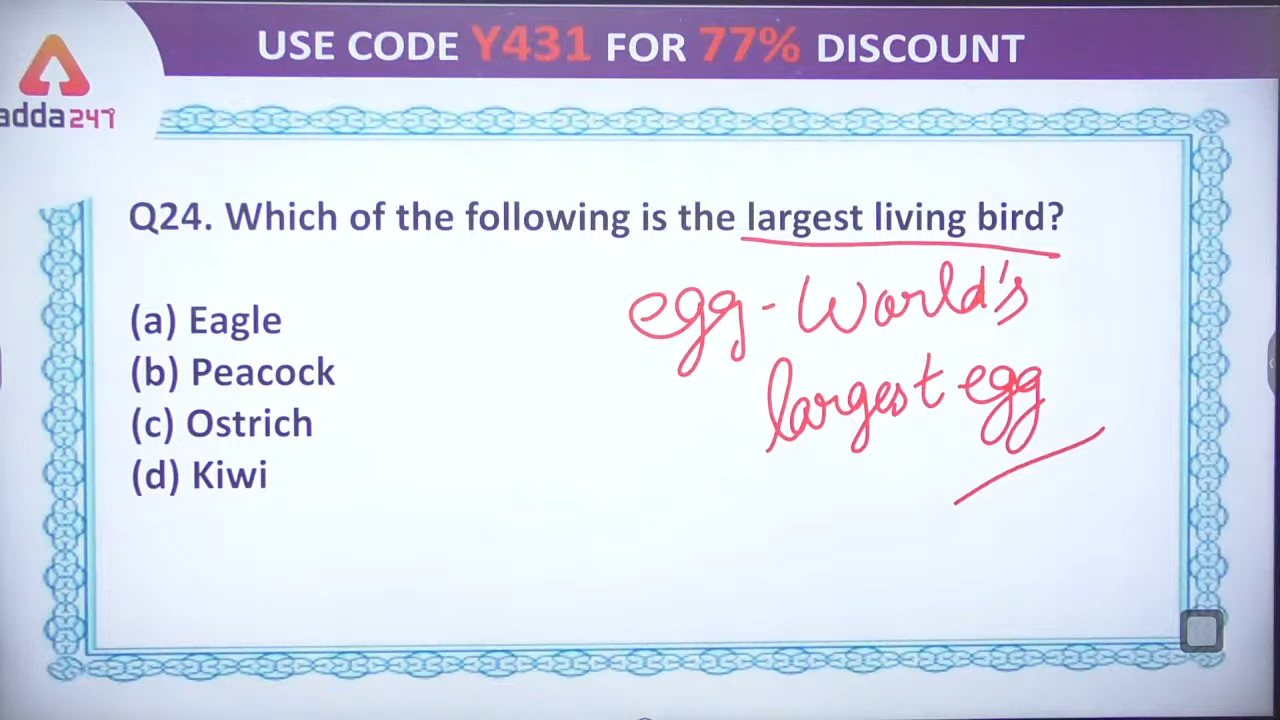 USE CODE Y431 FOR 77% DISCOUNT
adda247
Q24. Which of the following is the largest living bird?
egg - World's
largest egg
(a) Eagle
(b) Peacock
(c) Ostrich
(d) Kiwi